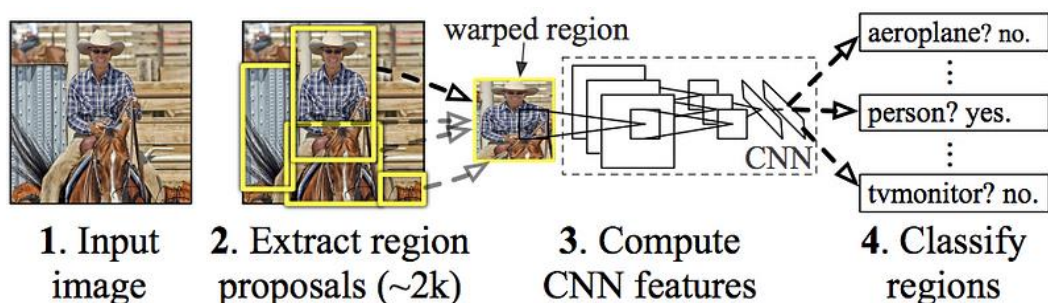 warped region
aeroplane? no.
person? yes.
tvmonitor? no.
CNN
1. Input
image
2. Extract region
proposals (~2k)
3. Compute
CNN features
4. Classify
regions